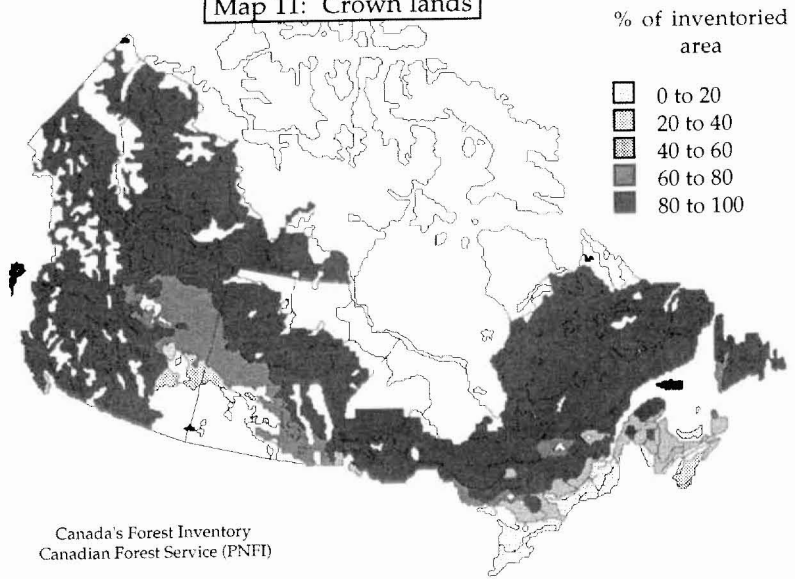 Map 11: Crown lands
% of inventoried
area
0 to 20
20 to 40
40 to 60
60 to 80
80 to 100
Canada's Forest Inventory
Canadian Forest Service (PNFI)